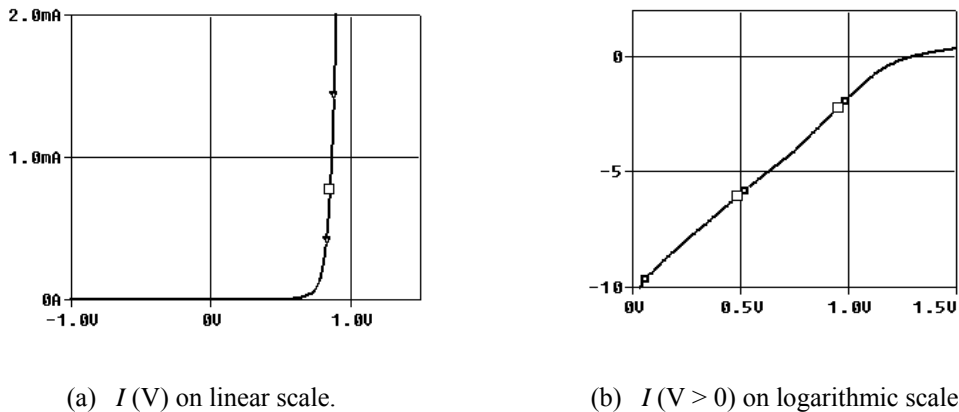 2.0mA
1.0mA
0A
-1.0V 0V 1.0V
0
-5
-10
0V 0.5V 1.0V 1.5V
(a) I (V) on linear scale.
(b) I (V > 0) on logarithmic scale